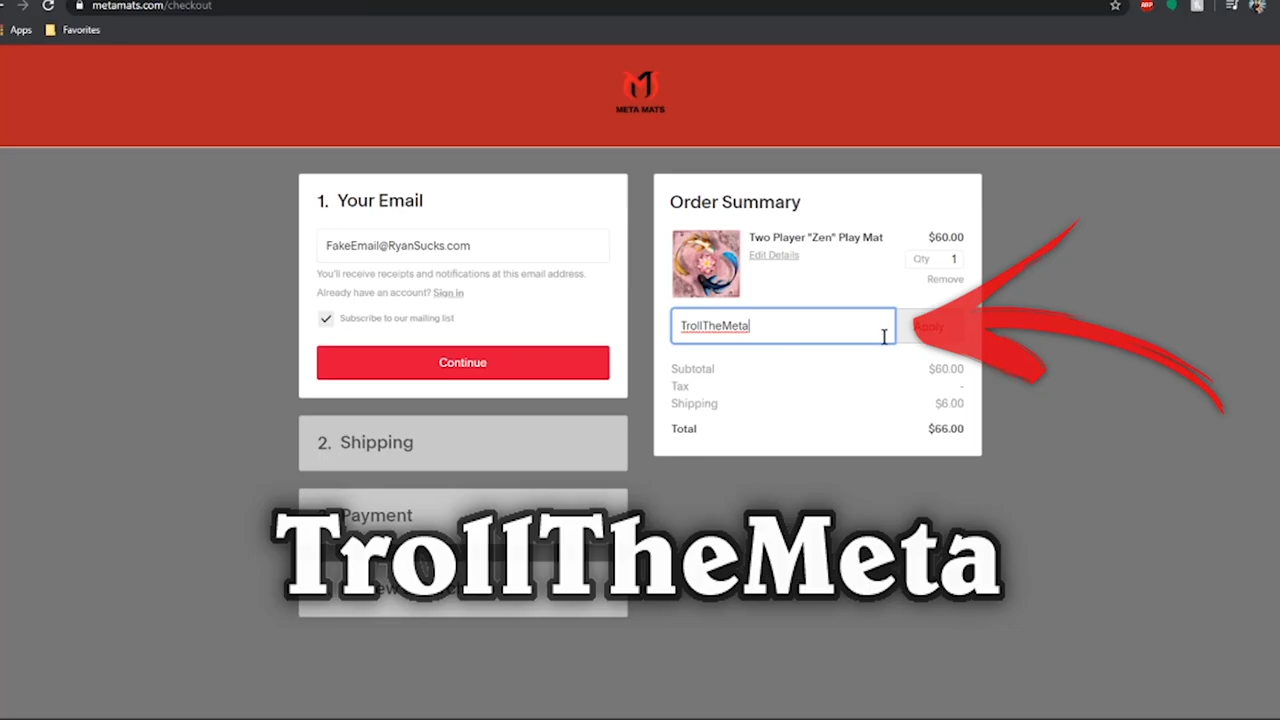 metamats.com/checkout
Apps
Favorites
META MATS
1. Your Email
FakeEmail@RyanSucks.com
You'll receive receipts and notifications at this email address.
Already have an account? Sign in
Subscribe to our mailing list
Continue
2. Shipping
Payment
Order Summary
Two Player "Zen" Play Mat
$60.00
Edit Details
Qty 1
Remove
TrollTheMeta
Apply
Subtotal
$60.00
Tax
-
Shipping
$6.00
Total
$66.00
TrollTheMeta